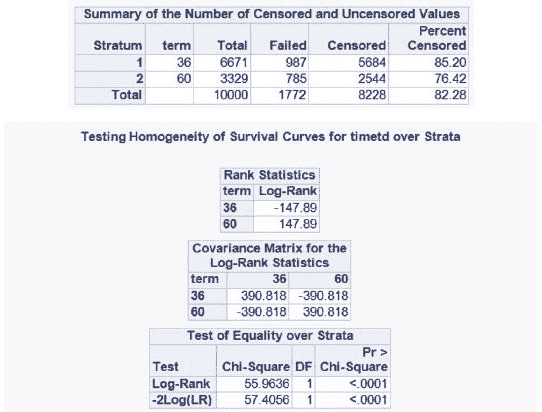 Summary of the Number of Censored and Uncensored Values
Percent
Stratum term Total Failed Censored Censored
1 36 6671 987 5684 85.20
2 60 3329 785 2544 76.42
Total 10000 1772 8228 82.28
Testing Homogeneity of Survival Curves for timetd over Strata
Rank Statistics
term Log-Rank
36 -147.89
60 147.89
Covariance Matrix for the
Log-Rank Statistics
term 36 60
36 390.818 -390.818
60 -390.818 390.818
Test of Equality over Strata
Pr >
Test Chi-Square DF Chi-Square
Log-Rank 55.9636 1 <.0001
-2Log(LR) 57.4056 1 <.0001